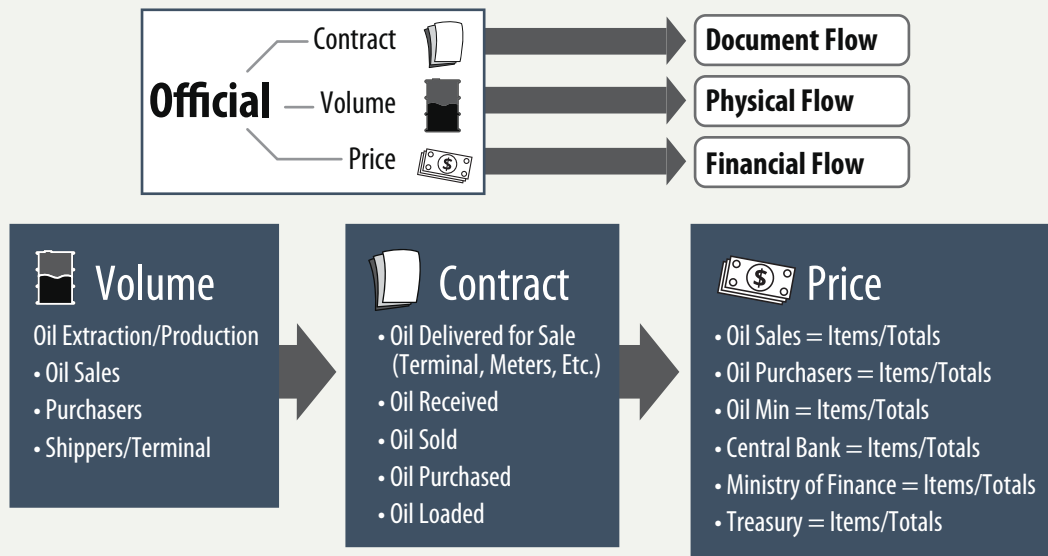 Contract
Official
Volume
Price
$
Document Flow
Physical Flow
Financial Flow
Volume
Oil Extraction/Production
• Oil Sales
• Purchasers
• Shippers/Terminal
Contract
• Oil Delivered for Sale
(Terminal, Meters, Etc.)
• Oil Received
• Oil Sold
• Oil Purchased
• Oil Loaded
$
Price
• Oil Sales = Items/Totals
• Oil Purchasers = Items/Totals
• Oil Min = Items/Totals
• Central Bank = Items/Totals
• Ministry of Finance = Items/Totals
• Treasury = Items/Totals